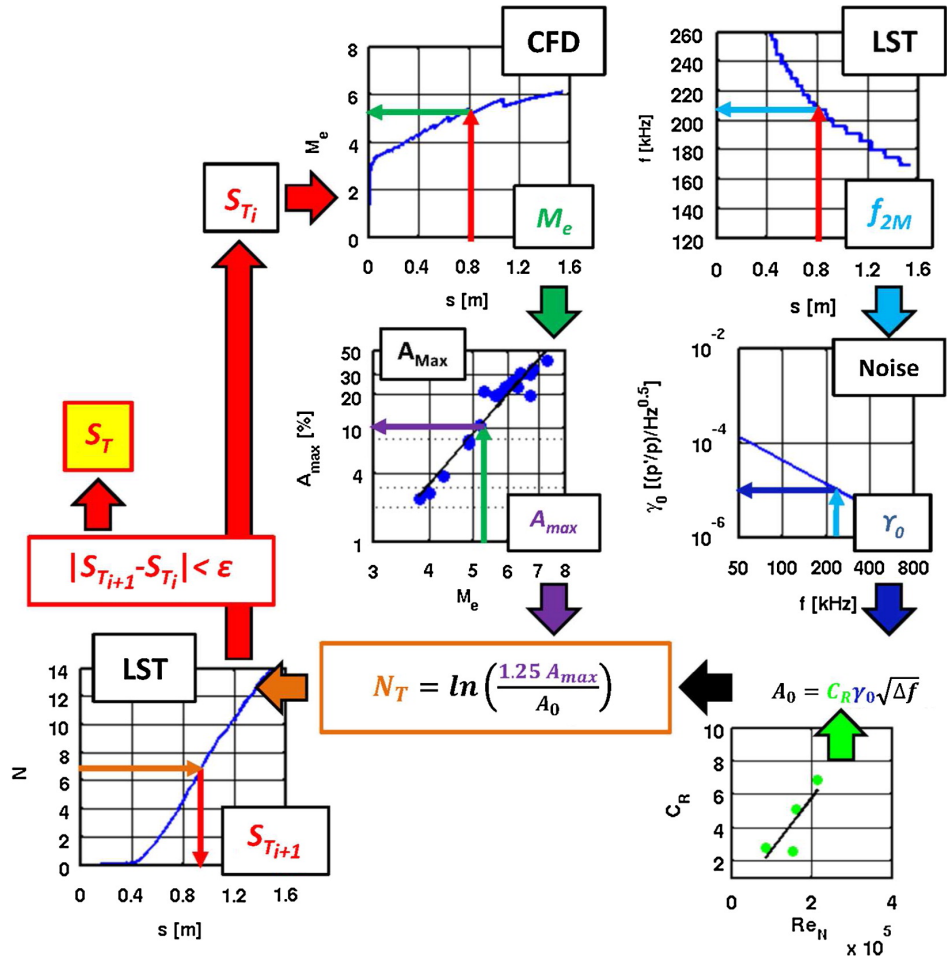 CFD
8
6
4
2
0
M_e
M_e
0 0.8 1.6
0.4 1.2
s [m]
LST
260
240
220
200
180
160
140
120
f [kHz]
f_2M
0 0.4 0.8 1.2 1.6
s [m]
S_Ti
A_Max
50
30
20
10
4
1
A_max [%]
A_max
3 4 5 6 7 8
M_e
Noise
10^-2
10^-4
10^-6
γ_0 [(p'/p)/Hz^0.5]
γ_0
50 100 200 400 800
f [kHz]
S_T
|S_Ti+1-S_Ti| < ε
LST
14
12
10
8
6
4
2
0
N
S_Ti+1
0 0.4 0.8 1.2 1.6
s [m]
N_T = ln(1.25 A_max / A_0)
A_0 = C_R γ_0 √Δf
10
8
6
4
2
C_R
0 2 4
Re_N
x 10^5